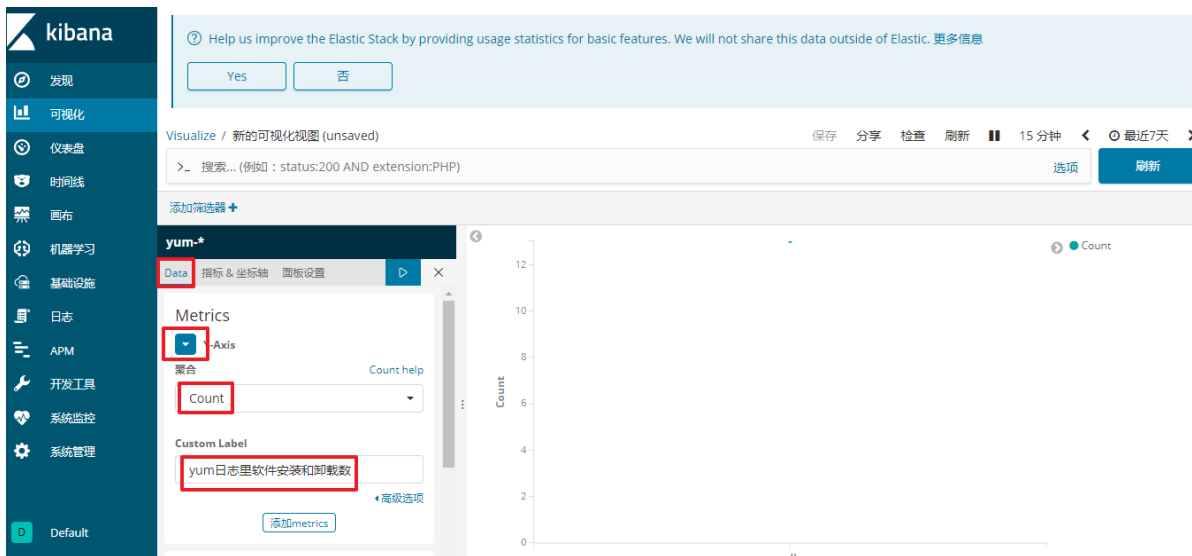 kibana
Help us improve the Elastic Stack by providing usage statistics for basic features. We will not share this data outside of Elastic. 更多信息
Yes 否
发现
可视化
仪表盘
时间线
画布
机器学习
基础设施
日志
APM
开发工具
系统监控
系统管理
D Default
Visualize / 新的可视化视图 (unsaved) 保存 分享 检查 刷新 15 分钟 最近7天
>_ 搜索... (例如：status:200 AND extension:PHP) 选项 刷新
添加筛选器
yum-*
Data 指标 & 坐标轴 面板设置
Metrics
Y-Axis
聚合 Count help
Count
Custom Label
yum日志里软件安装和卸载数
高级选项
添加metrics
Count
12
10
8
6
4
2
0
Count